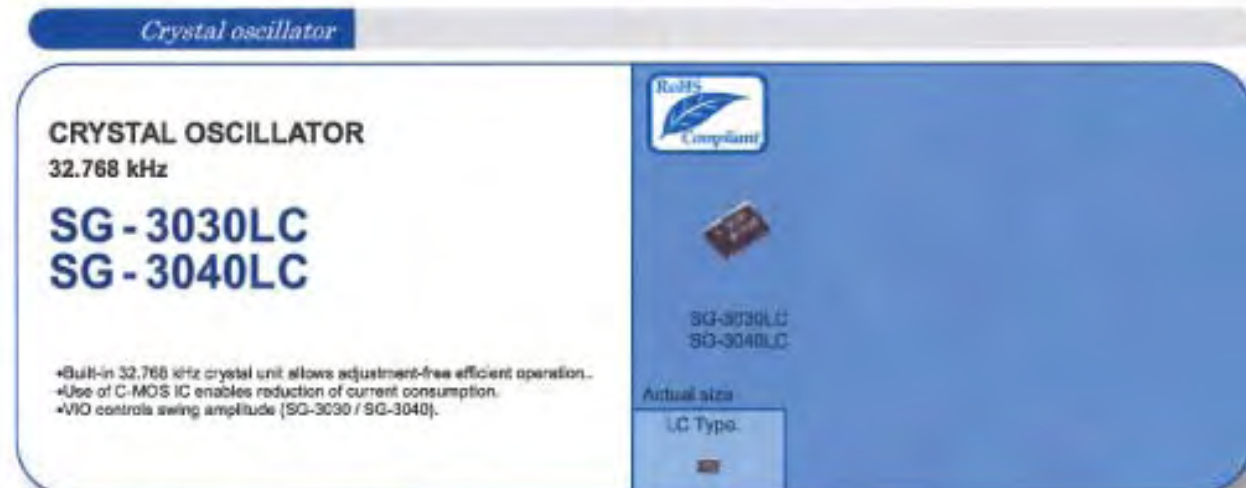 Crystal oscillator
CRYSTAL OSCILLATOR
32.768 kHz
SG - 3030LC
SG - 3040LC
•Built-in 32.768 kHz crystal unit allows adjustment-free efficient operation..
•Use of C-MOS IC enables reduction of current consumption.
•VIO controls swing amplitude (SG-3030 / SG-3040).
RoHS
Compliant
SG-3030LC
SG-3040LC
Actual size
LC Type.